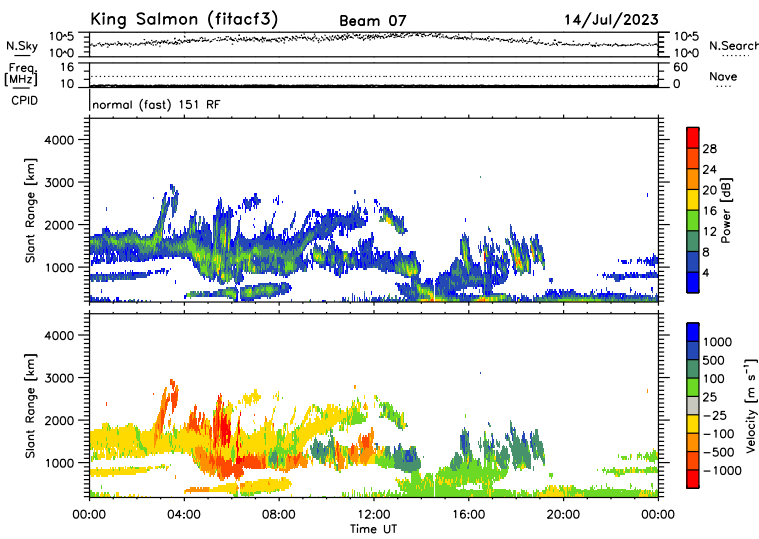 King Salmon (fitacf3) Beam 07 14/Jul/2023
N.Sky 10^5 10^0 10^5 10^0 N.Search
Freq. [MHz] 16 10 60 0 Nave
CPID normal (fast) 151 RF
Slant Range [km] 4000 3000 2000 1000
Power [dB] 28 24 20 16 12 8 4
Slant Range [km] 4000 3000 2000 1000
Velocity [m s^-1] 1000 500 100 25 -25 -100 -500 -1000
00:00 04:00 08:00 12:00 16:00 20:00 00:00
Time UT